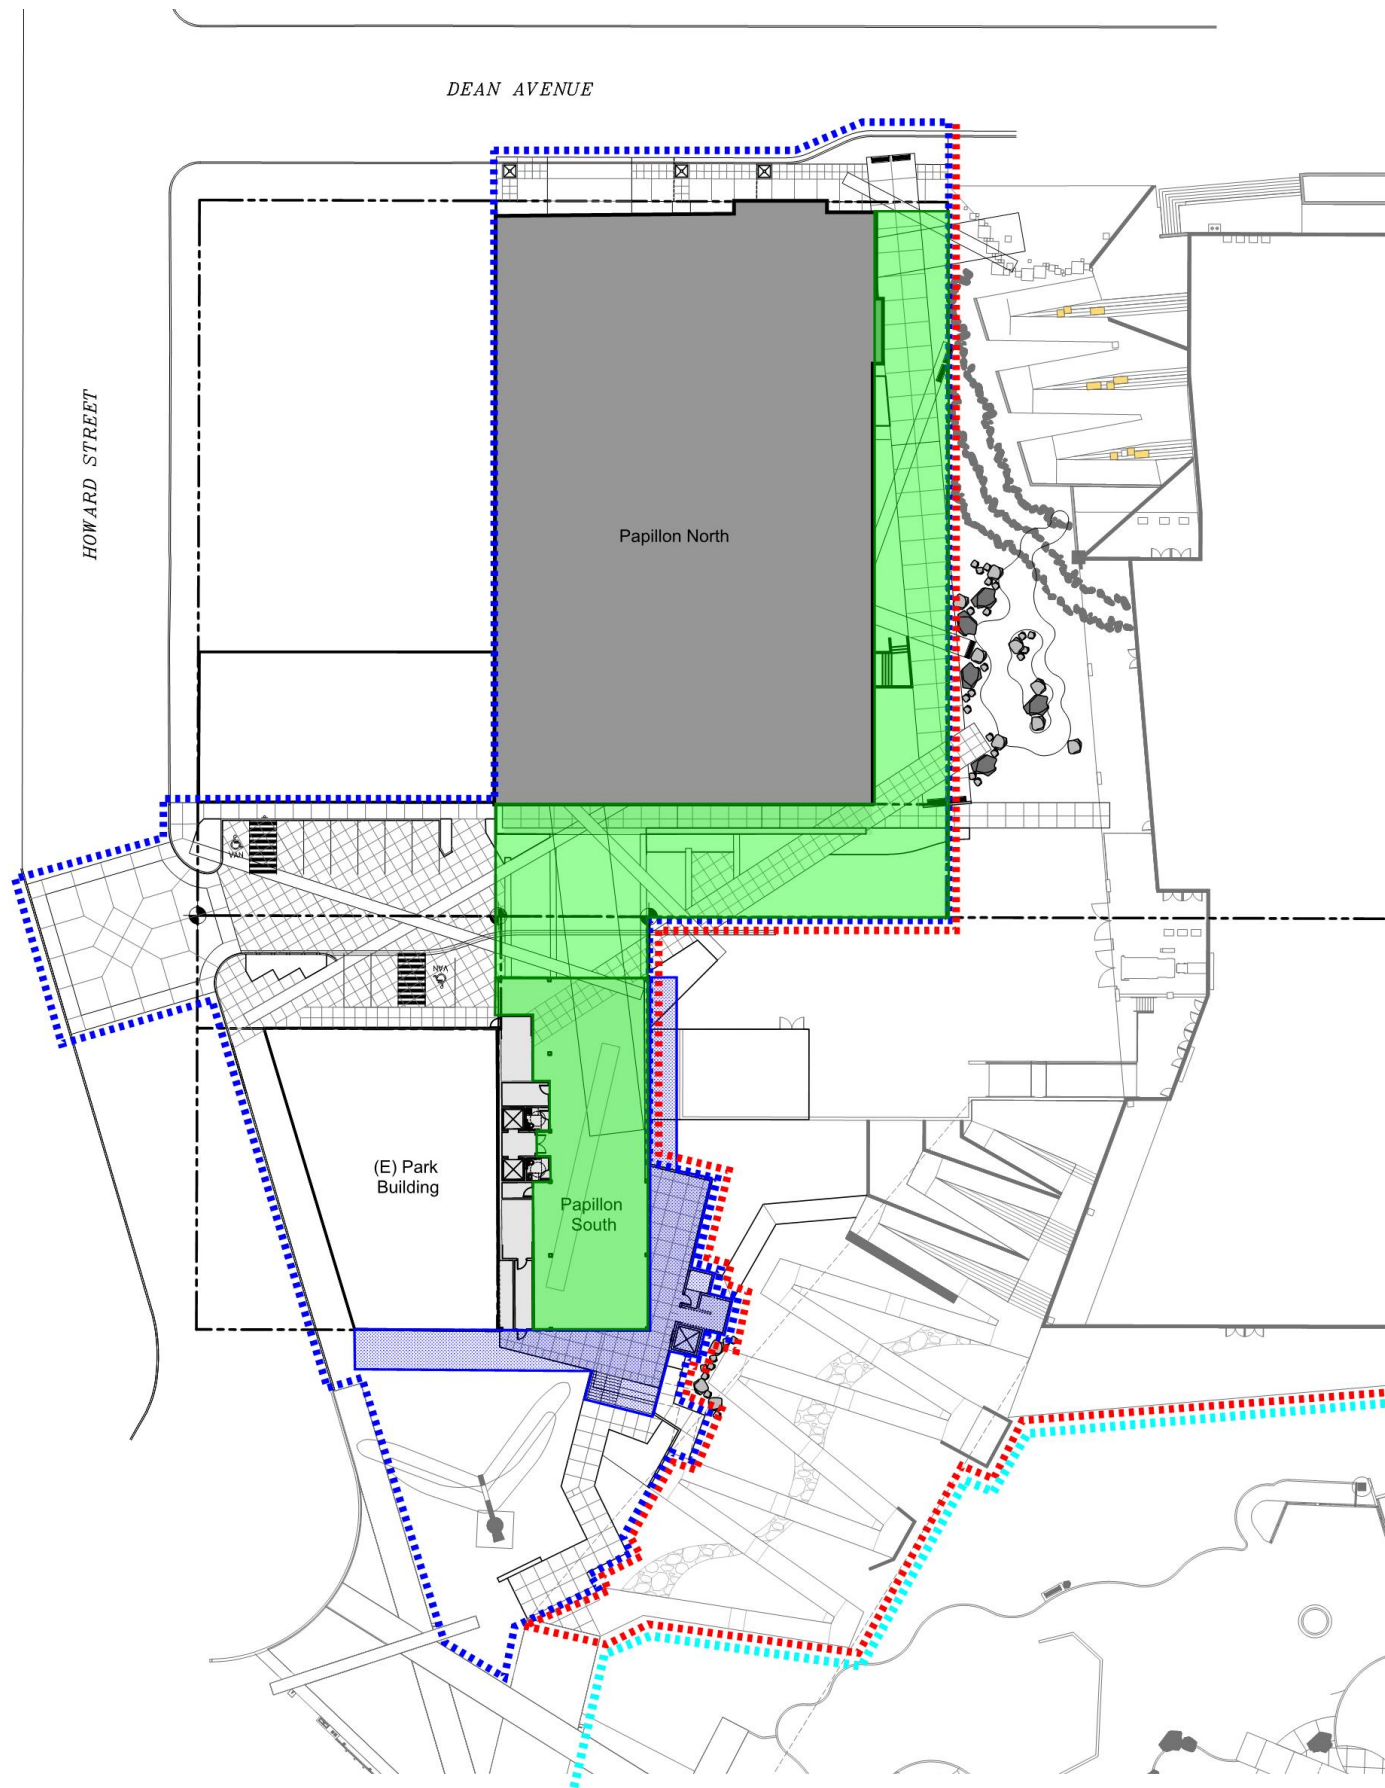 DEAN AVENUE
HOWARD STREET
Papillon North
VAN
VAN
(E) Park
Building
Papillon
South